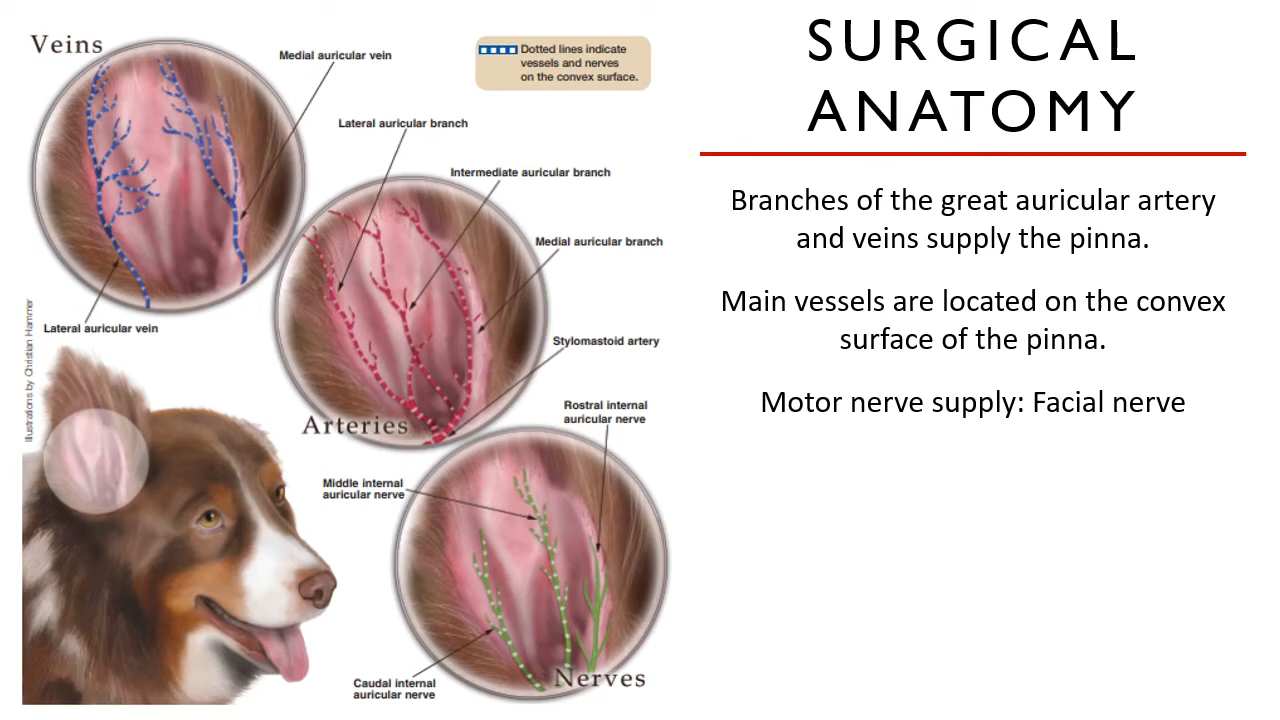 Veins
Medial auricular vein
Dotted lines indicate
vessels and nerves
on the convex surface.
Lateral auricular branch
Intermediate auricular branch
Medial auricular branch
Lateral auricular vein
Stylomastoid artery
Arteries
Rostral internal
auricular nerve
Middle internal
auricular nerve
Caudal internal
auricular nerve
Nerves
Illustrations by Christian Hammer
SURGICAL
ANATOMY
Branches of the great auricular artery
and veins supply the pinna.
Main vessels are located on the convex
surface of the pinna.
Motor nerve supply: Facial nerve